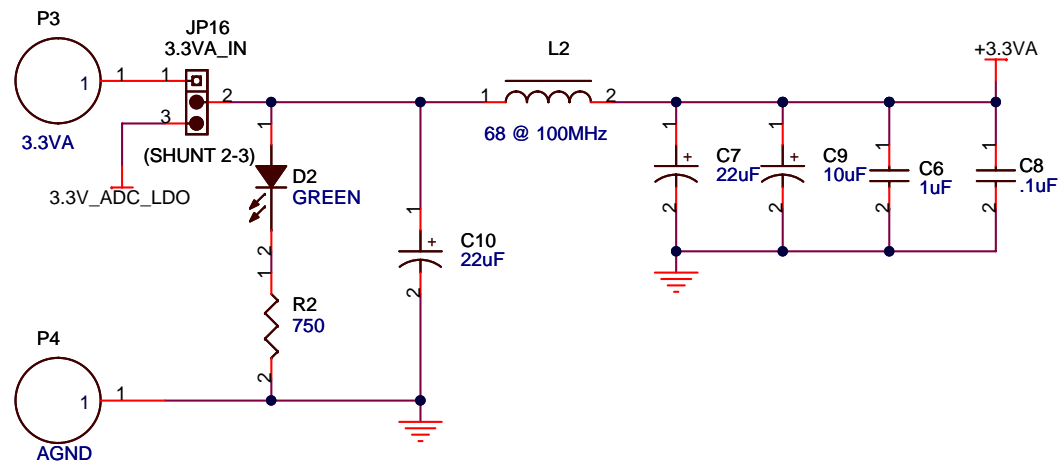 P3
1
1
3.3VA
JP16
3.3VA_IN
1
2
3
(SHUNT 2-3)
3.3V_ADC_LDO
1
D2
GREEN
2
1
R2
750
2
1
C10
22uF
2
P4
1
1
AGND
L2
1
2
68 @ 100MHz
+3.3VA
1
C7
22uF
2
1
C9
10uF
2
1
C6
1uF
2
1
C8
.1uF
2
+
+
+